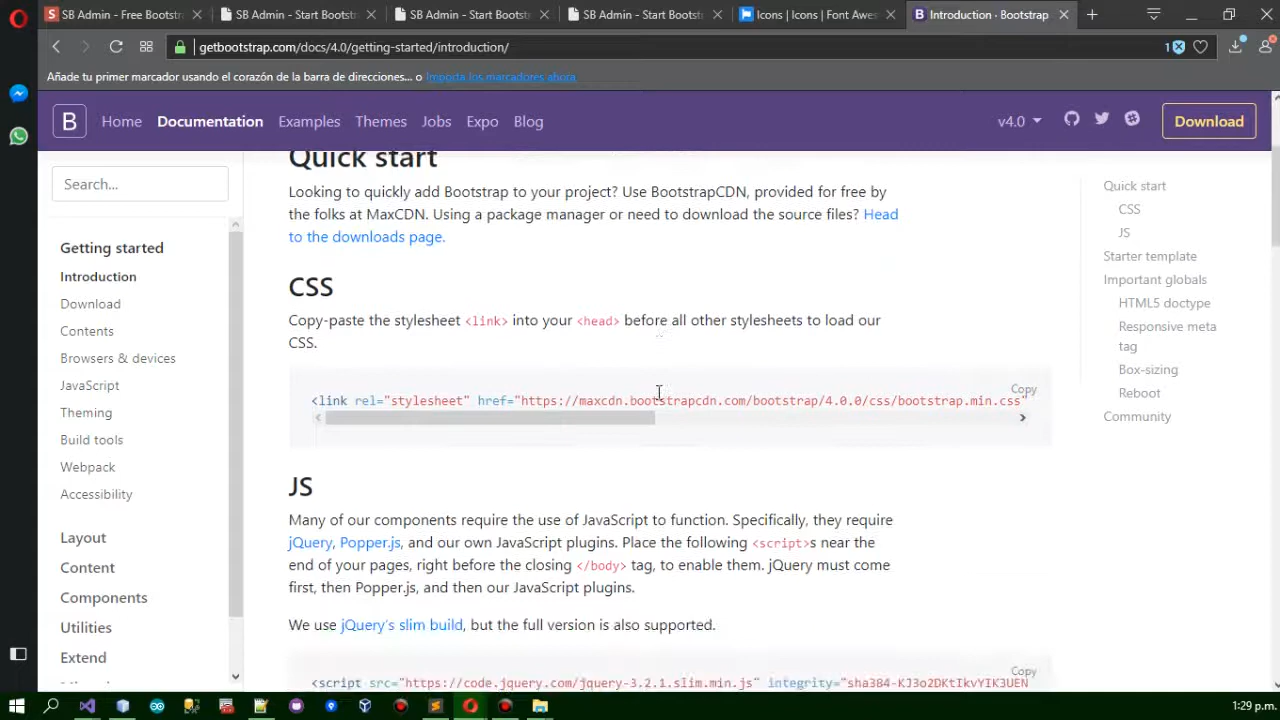 SB Admin - Free Bootst
SB Admin - Start Bootst
SB Admin - Start Bootst
SB Admin - Start Bootst
Icons | Icons | Font Awe
Introduction · Bootstrap
getbootstrap.com/docs/4.0/getting-started/introduction/
1
Añade tu primer marcador usando el corazón de la barra de direcciones... o Importa los marcadores ahora
B Home Documentation Examples Themes Jobs Expo Blog v4.0 Download
Search...
Getting started
Introduction
Download
Contents
Browsers & devices
JavaScript
Theming
Build tools
Webpack
Accessibility
Layout
Content
Components
Utilities
Extend
Quick start
Looking to quickly add Bootstrap to your project? Use BootstrapCDN, provided for free by
the folks at MaxCDN. Using a package manager or need to download the source files? Head
to the downloads page.
CSS
Copy-paste the stylesheet <link> into your <head> before all other stylesheets to load our
CSS.
Copy
<link rel="stylesheet" href="https://maxcdn.bootstrapcdn.com/bootstrap/4.0.0/css/bootstrap.min.css"
JS
Many of our components require the use of JavaScript to function. Specifically, they require
jQuery, Popper.js, and our own JavaScript plugins. Place the following <script>s near the
end of your pages, right before the closing </body> tag, to enable them. jQuery must come
first, then Popper.js, and then our JavaScript plugins.
We use jQuery's slim build, but the full version is also supported.
Copy
<script src="https://code.jquery.com/jquery-3.2.1.slim.min.js" integrity="sha384-KJ3o2DKtIkvYIK3UEN
Quick start
CSS
JS
Starter template
Important globals
HTML5 doctype
Responsive meta
tag
Box-sizing
Reboot
Community
1:29 p.m.